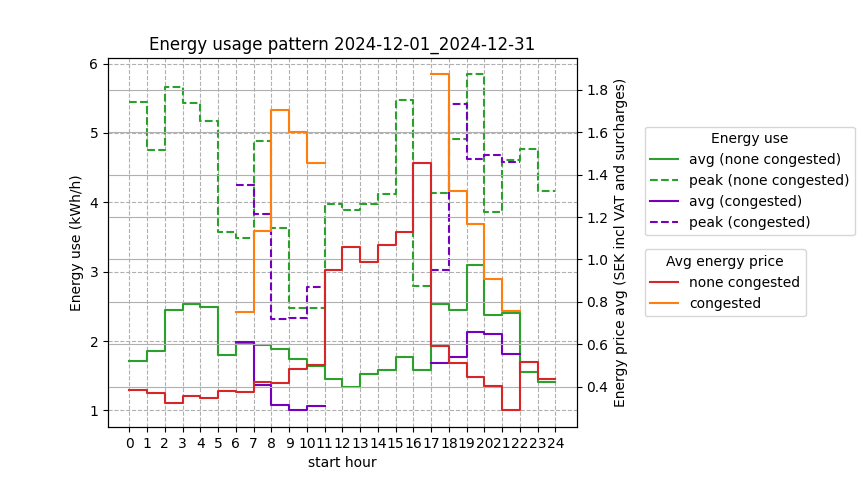 Energy usage pattern 2024-12-01_2024-12-31
Energy use (kWh/h)
6
5
4
3
2
1
1.8
1.6
1.4
1.2
1.0
0.8
0.6
0.4
Energy price avg (SEK incl VAT and surcharges)
0 1 2 3 4 5 6 7 8 9 10 11 12 13 14 15 16 17 18 19 20 21 22 23 24
start hour
Energy use
avg (none congested)
peak (none congested)
avg (congested)
peak (congested)
Avg energy price
none congested
congested